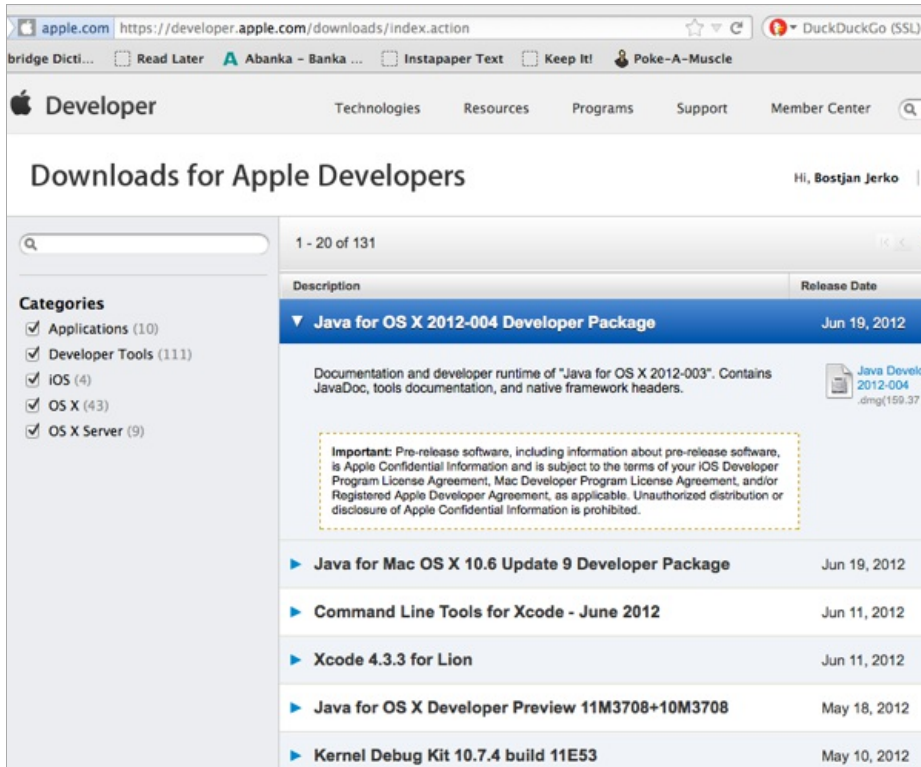 apple.com https://developer.apple.com/downloads/index.action DuckDuckGo (SSL)
bridge Dicti... Read Later Abanka – Banka ... Instapaper Text Keep It! Poke-A-Muscle
Developer Technologies Resources Programs Support Member Center
Downloads for Apple Developers Hi, Bostjan Jerko |
1 - 20 of 131
Description Release Date
Categories
Applications (10)
Developer Tools (111)
iOS (4)
OS X (43)
OS X Server (9)
Java for OS X 2012-004 Developer Package Jun 19, 2012
Documentation and developer runtime of "Java for OS X 2012-003". Contains
JavaDoc, tools documentation, and native framework headers.
Java Develo
2012-004
.dmg(159.37
Important: Pre-release software, including information about pre-release software,
is Apple Confidential Information and is subject to the terms of your iOS Developer
Program License Agreement, Mac Developer Program License Agreement, and/or
Registered Apple Developer Agreement, as applicable. Unauthorized distribution or
disclosure of Apple Confidential Information is prohibited.
Java for Mac OS X 10.6 Update 9 Developer Package Jun 19, 2012
Command Line Tools for Xcode - June 2012 Jun 11, 2012
Xcode 4.3.3 for Lion Jun 11, 2012
Java for OS X Developer Preview 11M3708+10M3708 May 18, 2012
Kernel Debug Kit 10.7.4 build 11E53 May 10, 2012